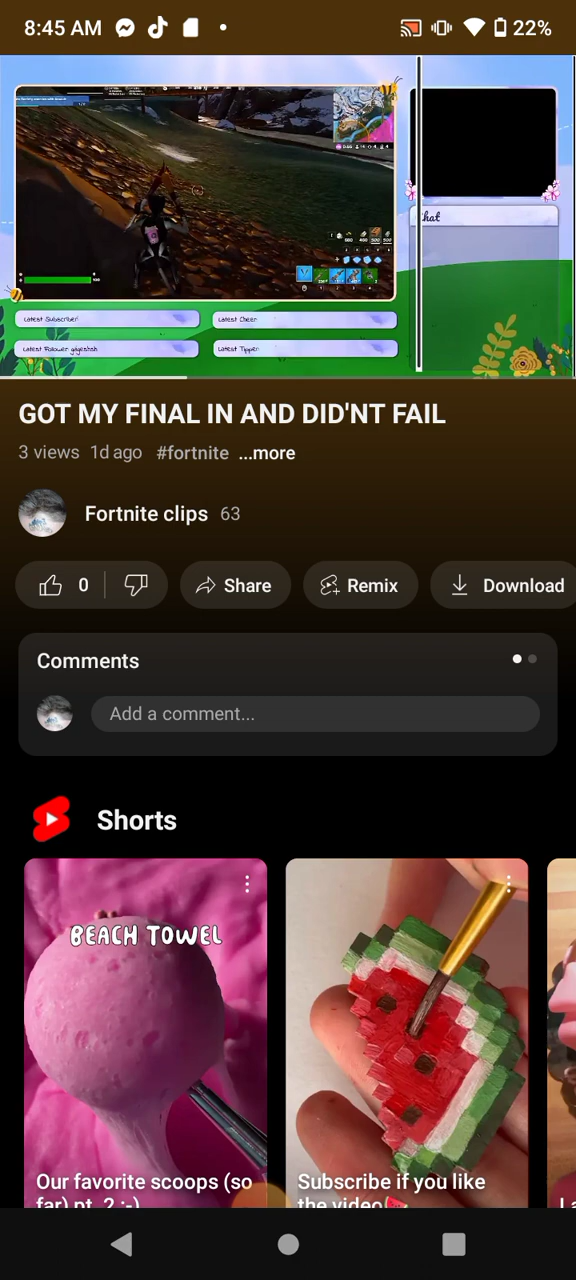 8:45 AM
22%
Chat
Latest Subscriber
Latest Cheer
Latest Follower
Latest Tipper
GOT MY FINAL IN AND DID'NT FAIL
3 views 1d ago #fortnite ...more
Fortnite clips 63
0
Share
Remix
Download
Comments
Add a comment...
Shorts
BEACH TOWEL
Our favorite scoops (so
far) pt. 2 :-)
Subscribe if you like
the video🍉